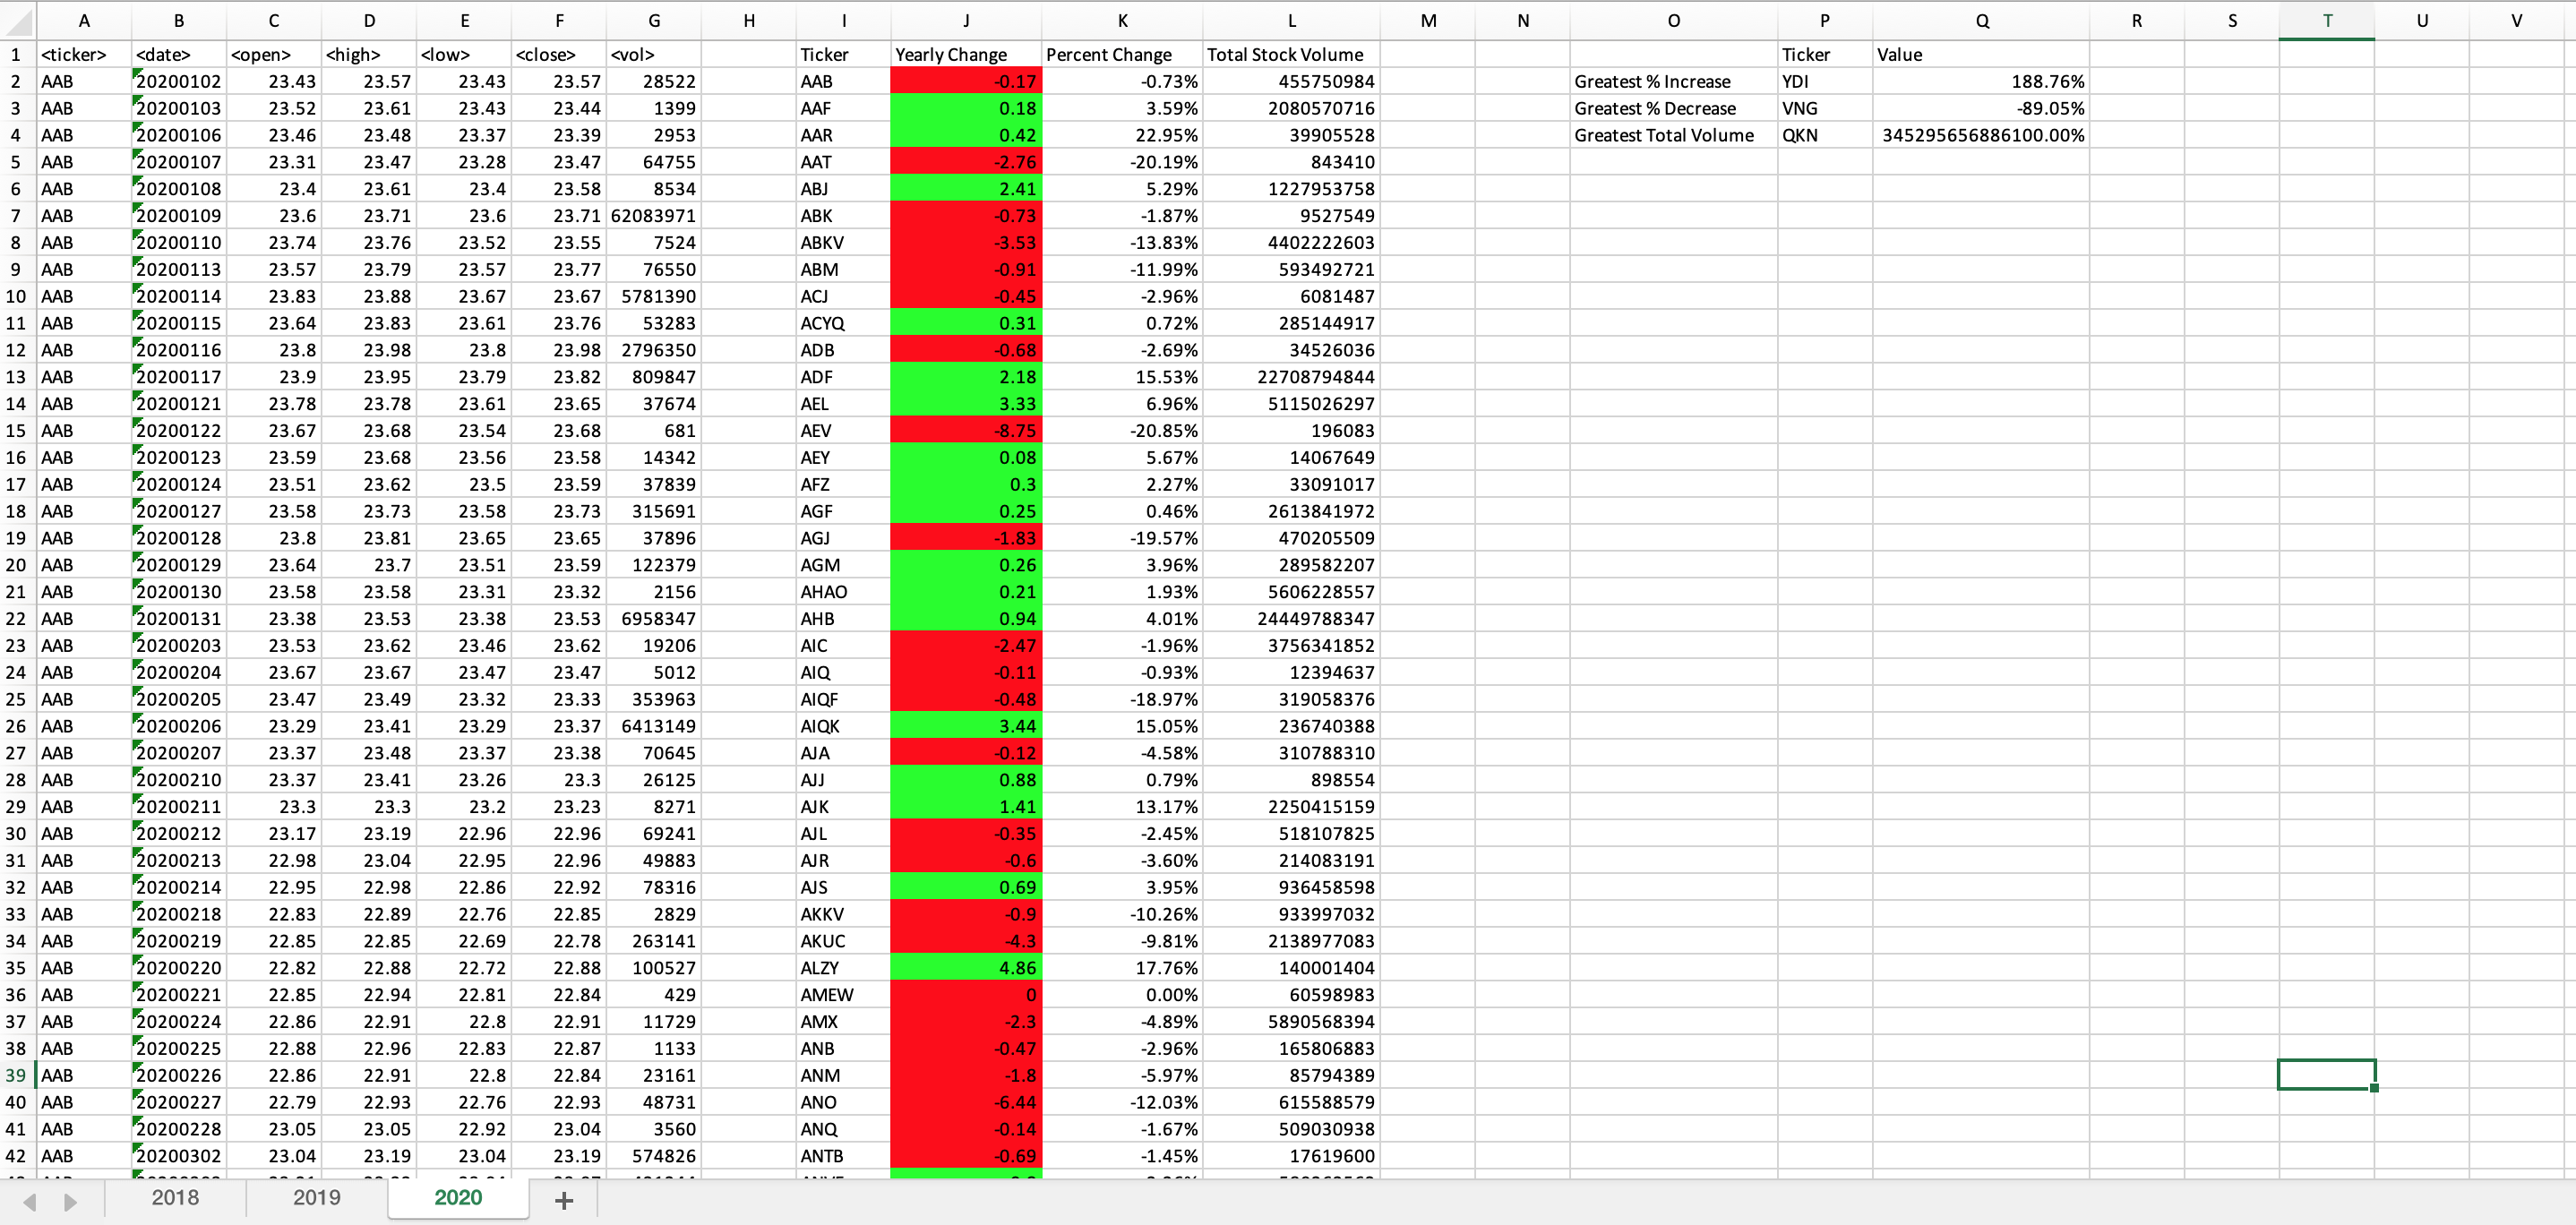 A B C D E F G H I J K L M N O P Q R S T U V
1 <ticker> <date> <open> <high> <low> <close> <vol> Ticker Yearly Change Percent Change Total Stock Volume Ticker Value
2 AAB 20200102 23.43 23.57 23.43 23.57 28522 AAB -0.17 -0.73% 455750984 Greatest % Increase YDI 188.76%
3 AAB 20200103 23.52 23.61 23.43 23.44 1399 AAF 0.18 3.59% 2080570716 Greatest % Decrease VNG -89.05%
4 AAB 20200106 23.46 23.48 23.37 23.39 2953 AAR 0.42 22.95% 39905528 Greatest Total Volume QKN 345295656886100.00%
5 AAB 20200107 23.31 23.47 23.28 23.47 64755 AAT -2.76 -20.19% 843410
6 AAB 20200108 23.4 23.61 23.4 23.58 8534 ABJ 2.41 5.29% 1227953758
7 AAB 20200109 23.6 23.71 23.6 23.71 62083971 ABK -0.73 -1.87% 9527549
8 AAB 20200110 23.74 23.76 23.52 23.55 7524 ABKV -3.53 -13.83% 4402222603
9 AAB 20200113 23.57 23.79 23.57 23.77 76550 ABM -0.91 -11.99% 593492721
10 AAB 20200114 23.83 23.88 23.67 23.67 5781390 ACJ -0.45 -2.96% 6081487
11 AAB 20200115 23.64 23.83 23.61 23.76 53283 ACYQ 0.31 0.72% 285144917
12 AAB 20200116 23.8 23.98 23.8 23.98 2796350 ADB -0.68 -2.69% 34526036
13 AAB 20200117 23.9 23.95 23.79 23.82 809847 ADF 2.18 15.53% 22708794844
14 AAB 20200121 23.78 23.78 23.61 23.65 37674 AEL 3.33 6.96% 5115026297
15 AAB 20200122 23.67 23.68 23.54 23.68 681 AEV -8.75 -20.85% 196083
16 AAB 20200123 23.59 23.68 23.56 23.58 14342 AEY 0.08 5.67% 14067649
17 AAB 20200124 23.51 23.62 23.5 23.59 37839 AFZ 0.3 2.27% 33091017
18 AAB 20200127 23.58 23.73 23.58 23.73 315691 AGF 0.25 0.46% 2613841972
19 AAB 20200128 23.8 23.81 23.65 23.65 37896 AGJ -1.83 -19.57% 470205509
20 AAB 20200129 23.64 23.7 23.51 23.59 122379 AGM 0.26 3.96% 289582207
21 AAB 20200130 23.58 23.58 23.31 23.32 2156 AHAO 0.21 1.93% 5606228557
22 AAB 20200131 23.38 23.53 23.38 23.53 6958347 AHB 0.94 4.01% 24449788347
23 AAB 20200203 23.53 23.62 23.46 23.62 19206 AIC -2.47 -1.96% 3756341852
24 AAB 20200204 23.67 23.67 23.47 23.47 5012 AIQ -0.11 -0.93% 12394637
25 AAB 20200205 23.47 23.49 23.32 23.33 353963 AIQF -0.48 -18.97% 319058376
26 AAB 20200206 23.29 23.41 23.29 23.37 6413149 AIQK 3.44 15.05% 236740388
27 AAB 20200207 23.37 23.48 23.37 23.38 70645 AJA -0.12 -4.58% 310788310
28 AAB 20200210 23.37 23.41 23.26 23.3 26125 AJJ 0.88 0.79% 898554
29 AAB 20200211 23.3 23.3 23.2 23.23 8271 AJK 1.41 13.17% 2250415159
30 AAB 20200212 23.17 23.19 22.96 22.96 69241 AJL -0.35 -2.45% 518107825
31 AAB 20200213 22.98 23.04 22.95 22.96 49883 AJR -0.6 -3.60% 214083191
32 AAB 20200214 22.95 22.98 22.86 22.92 78316 AJS 0.69 3.95% 936458598
33 AAB 20200218 22.83 22.89 22.76 22.85 2829 AKKV -0.9 -10.26% 933997032
34 AAB 20200219 22.85 22.85 22.69 22.78 263141 AKUC -4.3 -9.81% 2138977083
35 AAB 20200220 22.82 22.88 22.72 22.88 100527 ALZY 4.86 17.76% 140001404
36 AAB 20200221 22.85 22.94 22.81 22.84 429 AMEW 0 0.00% 60598983
37 AAB 20200224 22.86 22.91 22.8 22.91 11729 AMX -2.3 -4.89% 5890568394
38 AAB 20200225 22.88 22.96 22.83 22.87 1133 ANB -0.47 -2.96% 165806883
39 AAB 20200226 22.86 22.91 22.8 22.84 23161 ANM -1.8 -5.97% 85794389
40 AAB 20200227 22.79 22.93 22.76 22.93 48731 ANO -6.44 -12.03% 615588579
41 AAB 20200228 23.05 23.05 22.92 23.04 3560 ANQ -0.14 -1.67% 509030938
42 AAB 20200302 23.04 23.19 23.04 23.19 574826 ANTB -0.69 -1.45% 17619600
2018 2019 2020